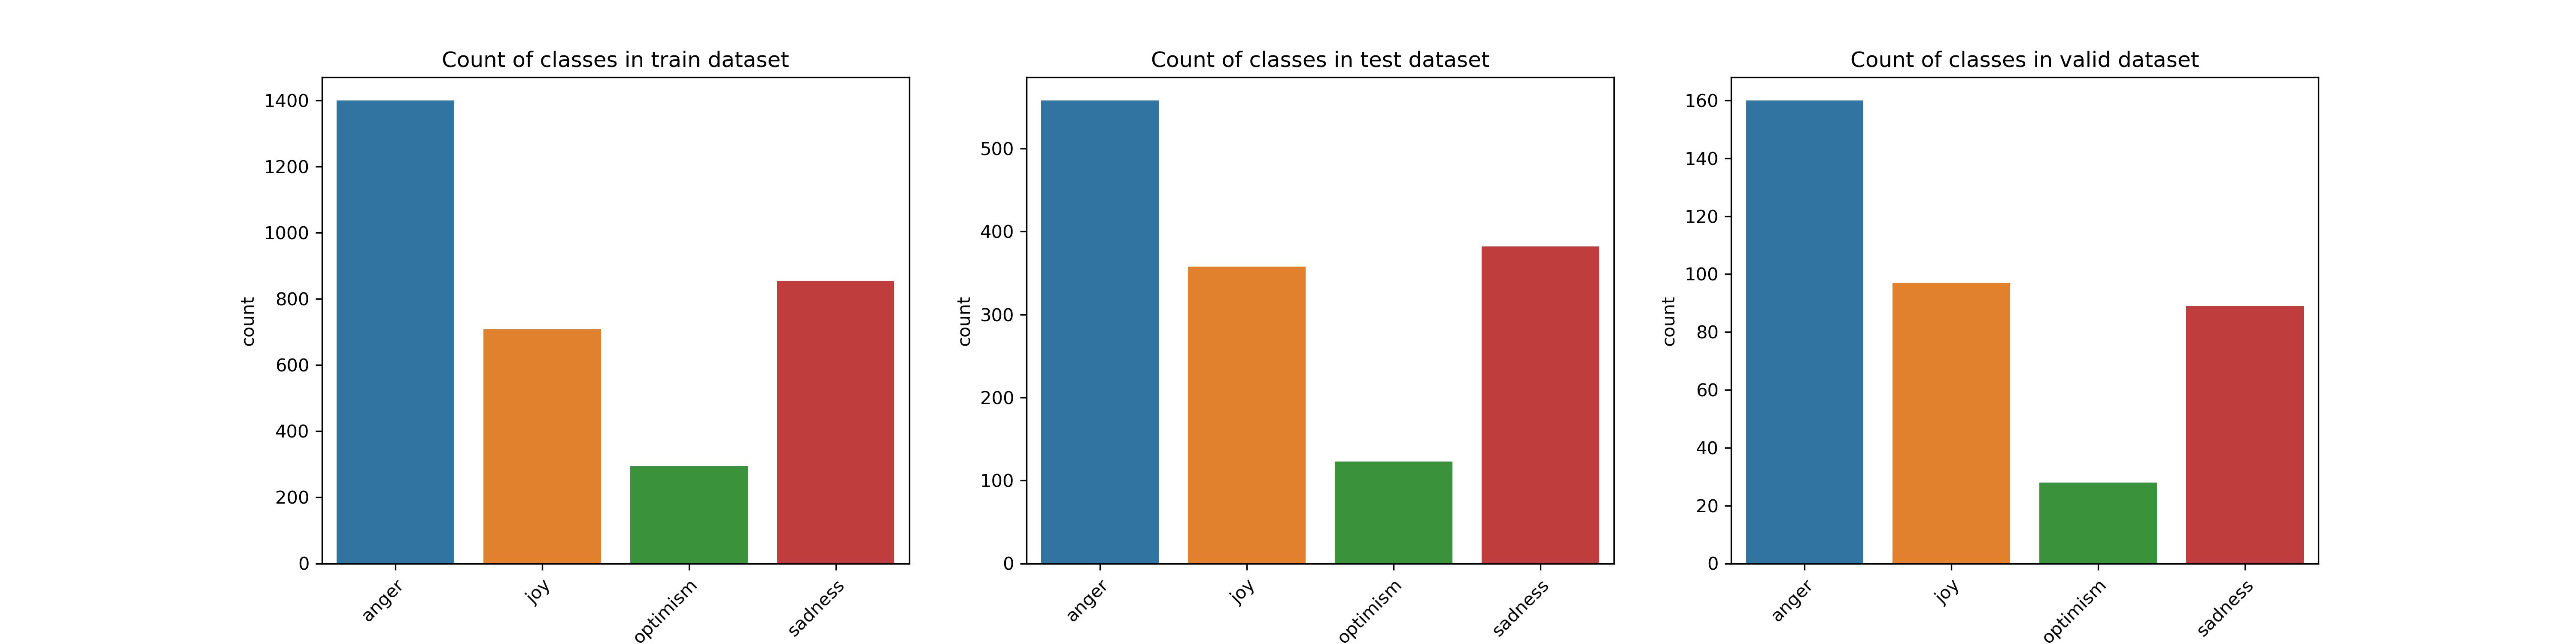 Count of classes in train dataset
count
1400
1200
1000
800
600
400
200
0
anger
joy
optimism
sadness
Count of classes in test dataset
count
500
400
300
200
100
0
anger
joy
optimism
sadness
Count of classes in valid dataset
count
160
140
120
100
80
60
40
20
0
anger
joy
optimism
sadness